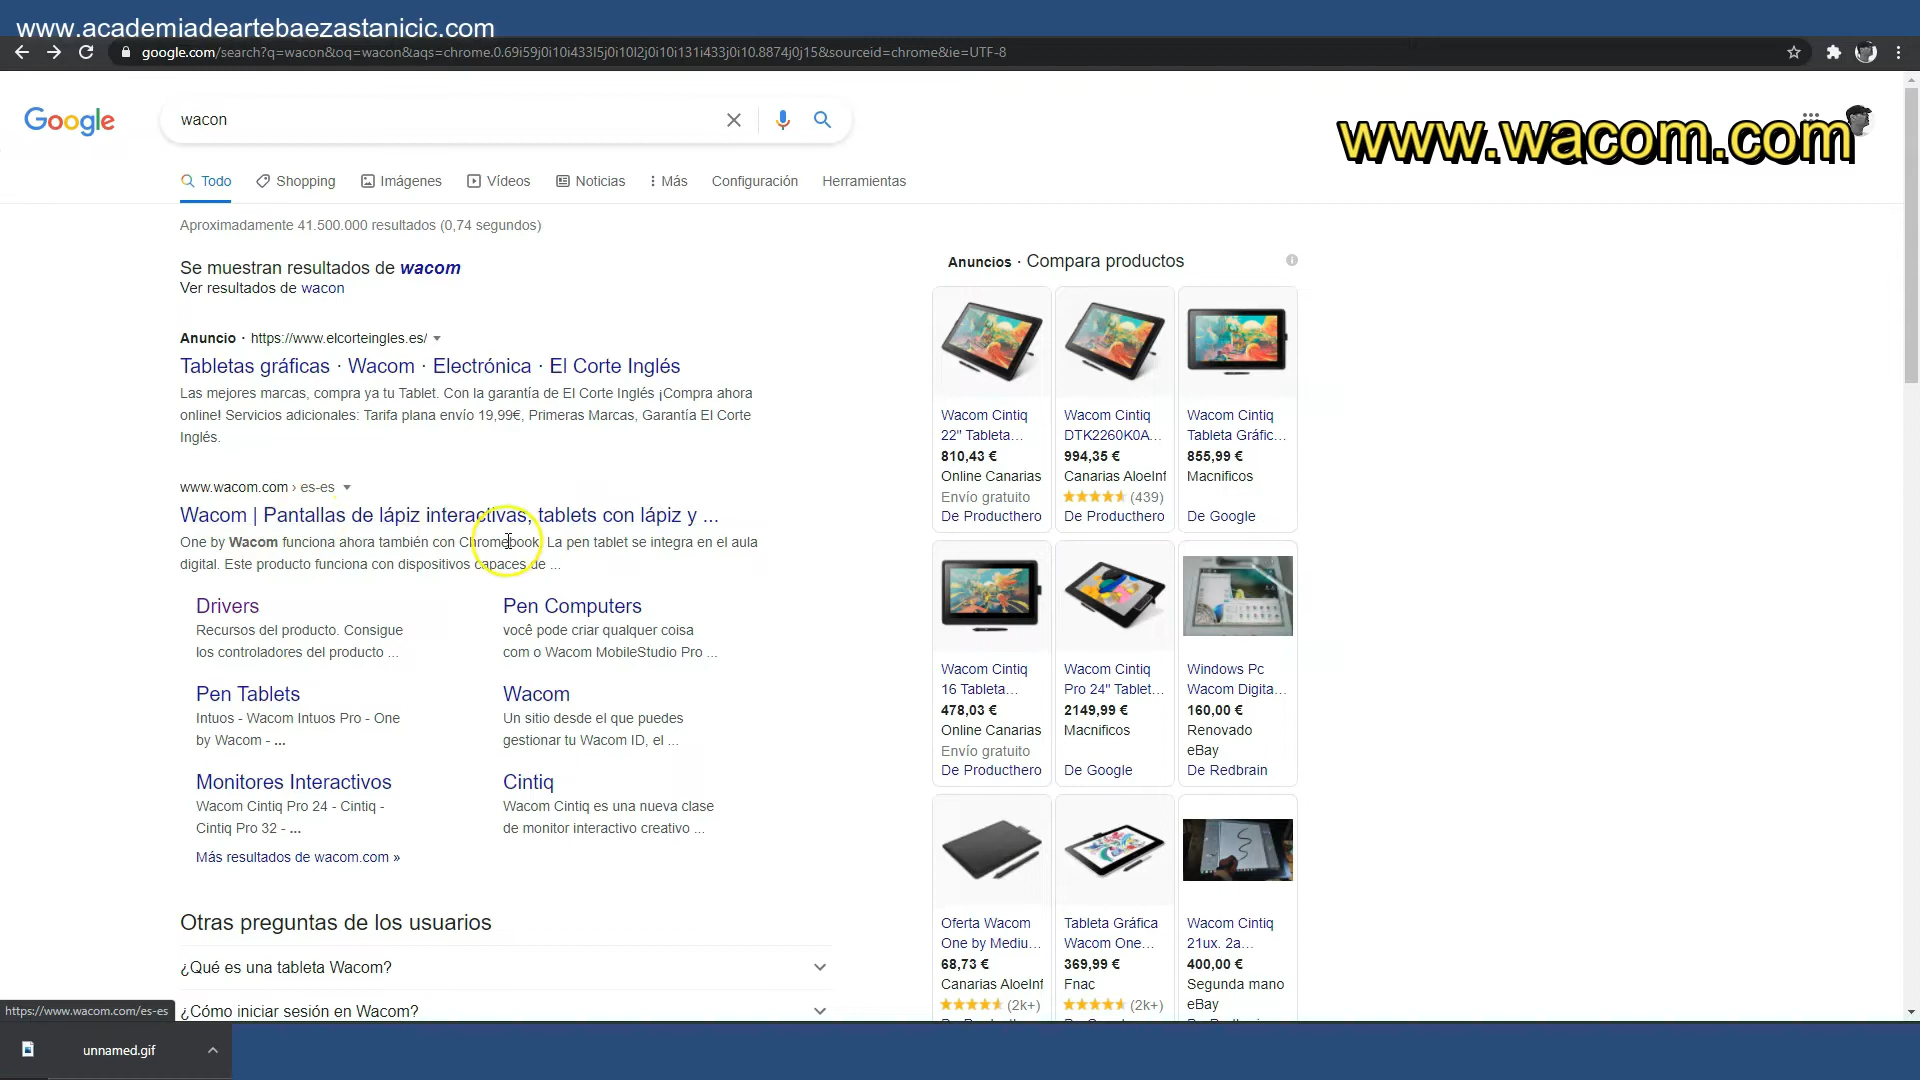 www.academiadeartebaezastanicic.com
google.com/search?q=wacon&oq=wacon&aqs=chrome.0.69i59j0i10i433l5j0i10l2j0i10i131i433j0i10.8874j0j15&sourceid=chrome&ie=UTF-8
Google
wacon
www.wacom.com
Todo Shopping Imágenes Vídeos Noticias Más Configuración Herramientas
Aproximadamente 41.500.000 resultados (0,74 segundos)
Se muestran resultados de wacom
Ver resultados de wacon
Anuncio · https://www.elcorteingles.es/
Tabletas gráficas · Wacom · Electrónica · El Corte Inglés
Las mejores marcas, compra ya tu Tablet. Con la garantía de El Corte Inglés ¡Compra ahora
online! Servicios adicionales: Tarifa plana envío 19,99€, Primeras Marcas, Garantía El Corte
Inglés.
www.wacom.com › es-es
Wacom | Pantallas de lápiz interactivas, tablets con lápiz y ...
One by Wacom funciona ahora también con Chromebook. La pen tablet se integra en el aula
digital. Este producto funciona con dispositivos capaces de ...
Drivers
Recursos del producto. Consigue
los controladores del producto ...
Pen Computers
você pode criar qualquer coisa
com o Wacom MobileStudio Pro ...
Pen Tablets
Intuos - Wacom Intuos Pro - One
by Wacom - ...
Wacom
Un sitio desde el que puedes
gestionar tu Wacom ID, el ...
Monitores Interactivos
Wacom Cintiq Pro 24 - Cintiq -
Cintiq Pro 32 - ...
Cintiq
Wacom Cintiq es una nueva clase
de monitor interactivo creativo ...
Más resultados de wacom.com »
Otras preguntas de los usuarios
¿Qué es una tableta Wacom?
¿Cómo iniciar sesión en Wacom?
Anuncios · Compara productos
Wacom Cintiq
22" Tableta...
810,43 €
Online Canarias
Envío gratuito
De Producthero
Wacom Cintiq
DTK2260K0A...
994,35 €
Canarias AloeInf
(439)
De Producthero
Wacom Cintiq
Tableta Gráfic...
855,99 €
Macnificos
De Google
Wacom Cintiq
16 Tableta...
478,03 €
Online Canarias
Envío gratuito
De Producthero
Wacom Cintiq
Pro 24" Tablet...
2149,99 €
Macnificos
De Google
Windows Pc
Wacom Digita...
160,00 €
Renovado
eBay
De Redbrain
Oferta Wacom
One by Mediu...
68,73 €
Canarias AloeInf
(2k+)
Tableta Gráfica
Wacom One...
369,99 €
Fnac
(2k+)
Wacom Cintiq
21ux. 2a...
400,00 €
Segunda mano
eBay
https://www.wacom.com/es-es
unnamed.gif